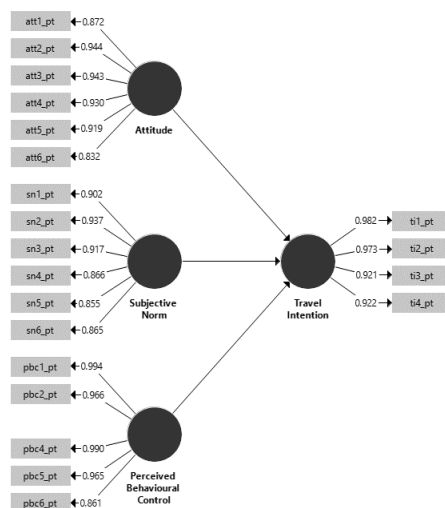 att1_pt 0.872
att2_pt 0.944
att3_pt 0.943
att4_pt 0.930
att5_pt 0.919
att6_pt 0.832
Attitude
sn1_pt 0.902
sn2_pt 0.937
sn3_pt 0.917
sn4_pt 0.866
sn5_pt 0.855
sn6_pt 0.865
Subjective
Norm
0.982 ti1_pt
0.973 ti2_pt
0.921 ti3_pt
0.922 ti4_pt
Travel
Intention
pbc1_pt 0.994
pbc2_pt 0.966
pbc4_pt 0.990
pbc5_pt 0.965
pbc6_pt 0.861
Perceived
Behavioural
Control